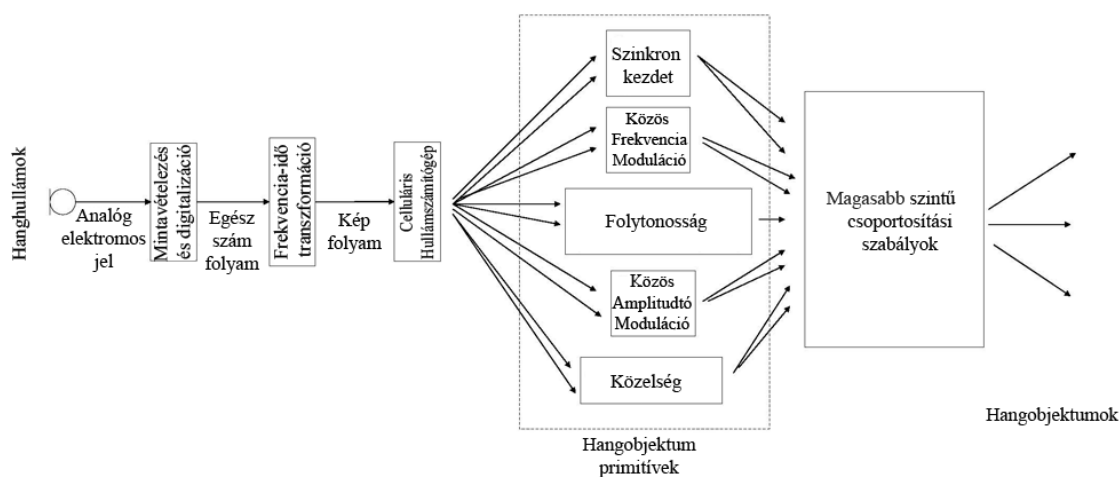 Hanghullámok
Analóg
elektromos
jel
Mintavételezés
és digitalizáció
Egész
szám
folyam
Frekvencia-idő
transzformáció
Kép
folyam
Celluláris
Hullámszámítógép
Szinkron
kezdet
Közös
Frekvencia
Moduláció
Folytonosság
Közös
Amplitudtó
Moduláció
Közelség
Hangobjektum
primitívek
Magasabb szintű
csoportosítási
szabályok
Hangobjektumok